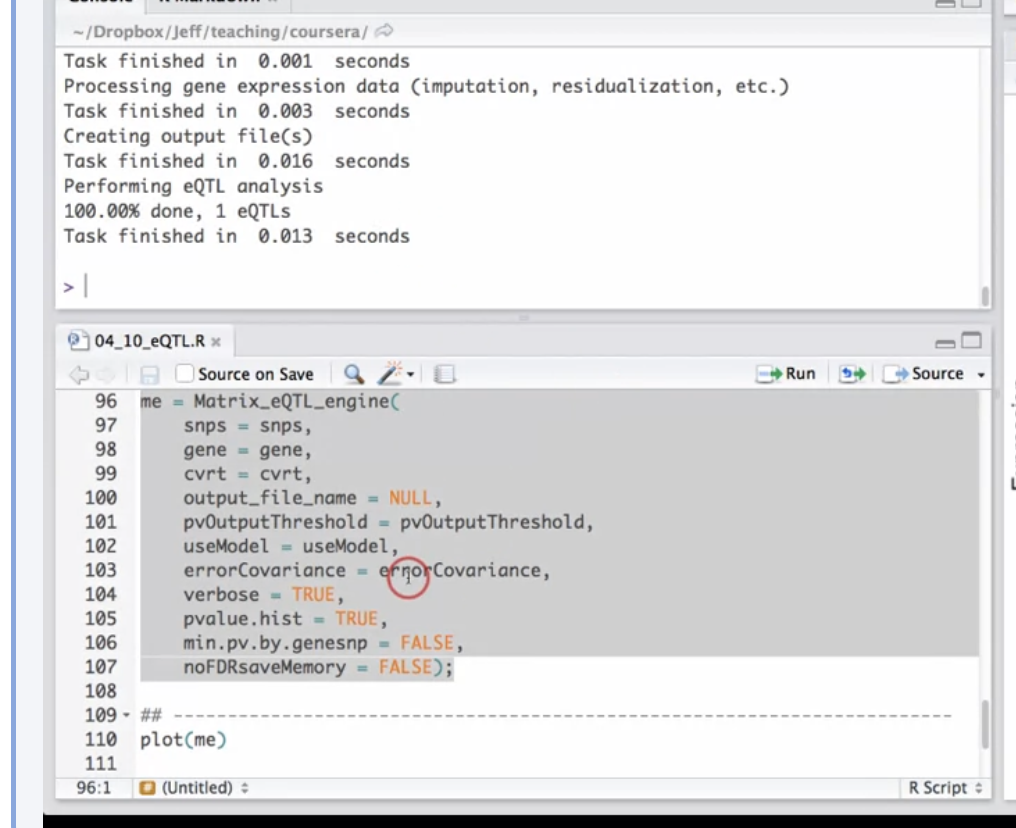 Console R Markdown ×
~/Dropbox/Jeff/teaching/coursera/
Task finished in  0.001  seconds
Processing gene expression data (imputation, residualization, etc.)
Task finished in  0.003  seconds
Creating output file(s)
Task finished in  0.016  seconds
Performing eQTL analysis
100.00% done, 1 eQTLs
Task finished in  0.013  seconds
>
04_10_eQTL.R ×
Source on Save Run Source
96 me = Matrix_eQTL_engine(
97     snps = snps,
98     gene = gene,
99     cvrt = cvrt,
100     output_file_name = NULL,
101     pvOutputThreshold = pvOutputThreshold,
102     useModel = useModel,
103     errorCovariance = errorCovariance,
104     verbose = TRUE,
105     pvalue.hist = TRUE,
106     min.pv.by.genesnp = FALSE,
107     noFDRsaveMemory = FALSE);
108
109 ## ------------------------------------------------------------------------
110 plot(me)
111
96:1 (Untitled) R Script
Expression